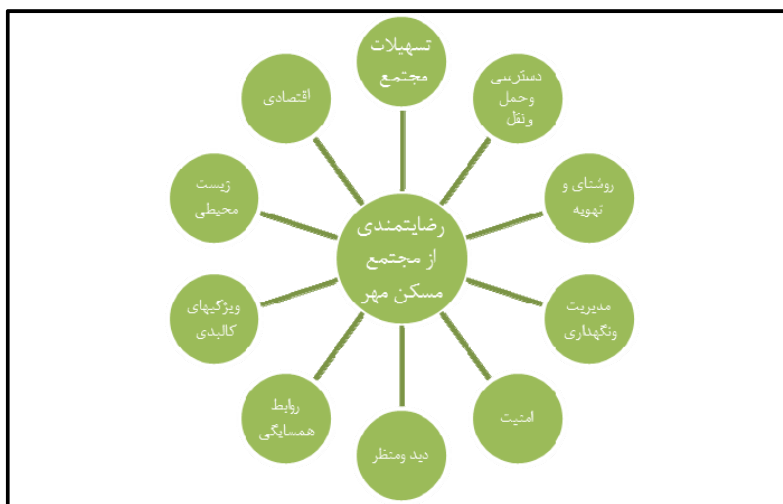 تسهیلات
مجتمع
دسترسی
وحمل
ونقل
روشنای و
تهویه
مدیریت
ونگهداری
امنیت
دید ومنظر
روابط
همسایگی
ویژگیهای
کالبدی
زیست
محیطی
اقتصادی
رضایتمندی
از مجتمع
مسکن مهر